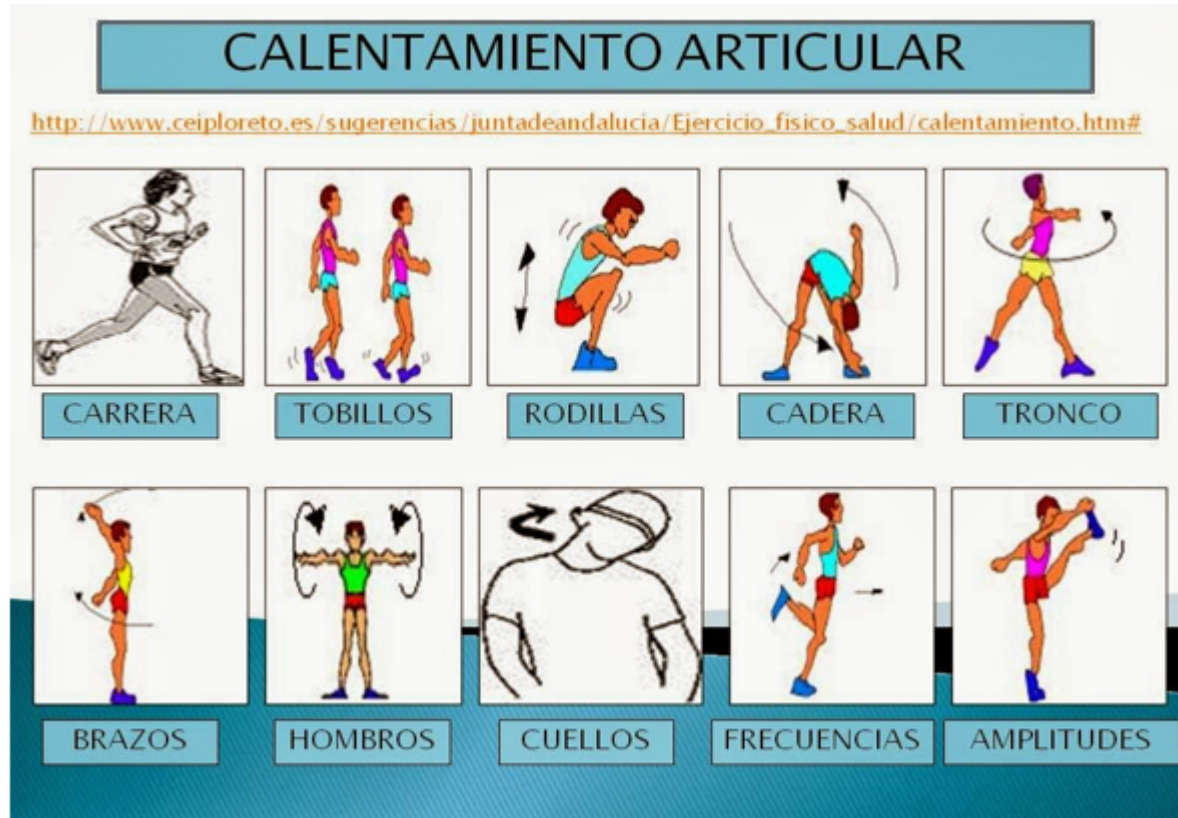 CALENTAMIENTO ARTICULAR
http://www.ceiploreto.es/sugerencias/juntadeandalucia/Ejercicio_fisico_salud/calentamiento.htm#
CARRERA
TOBILLOS
RODILLAS
CADERA
TRONCO
BRAZOS
HOMBROS
CUELLOS
FRECUENCIAS
AMPLITUDES